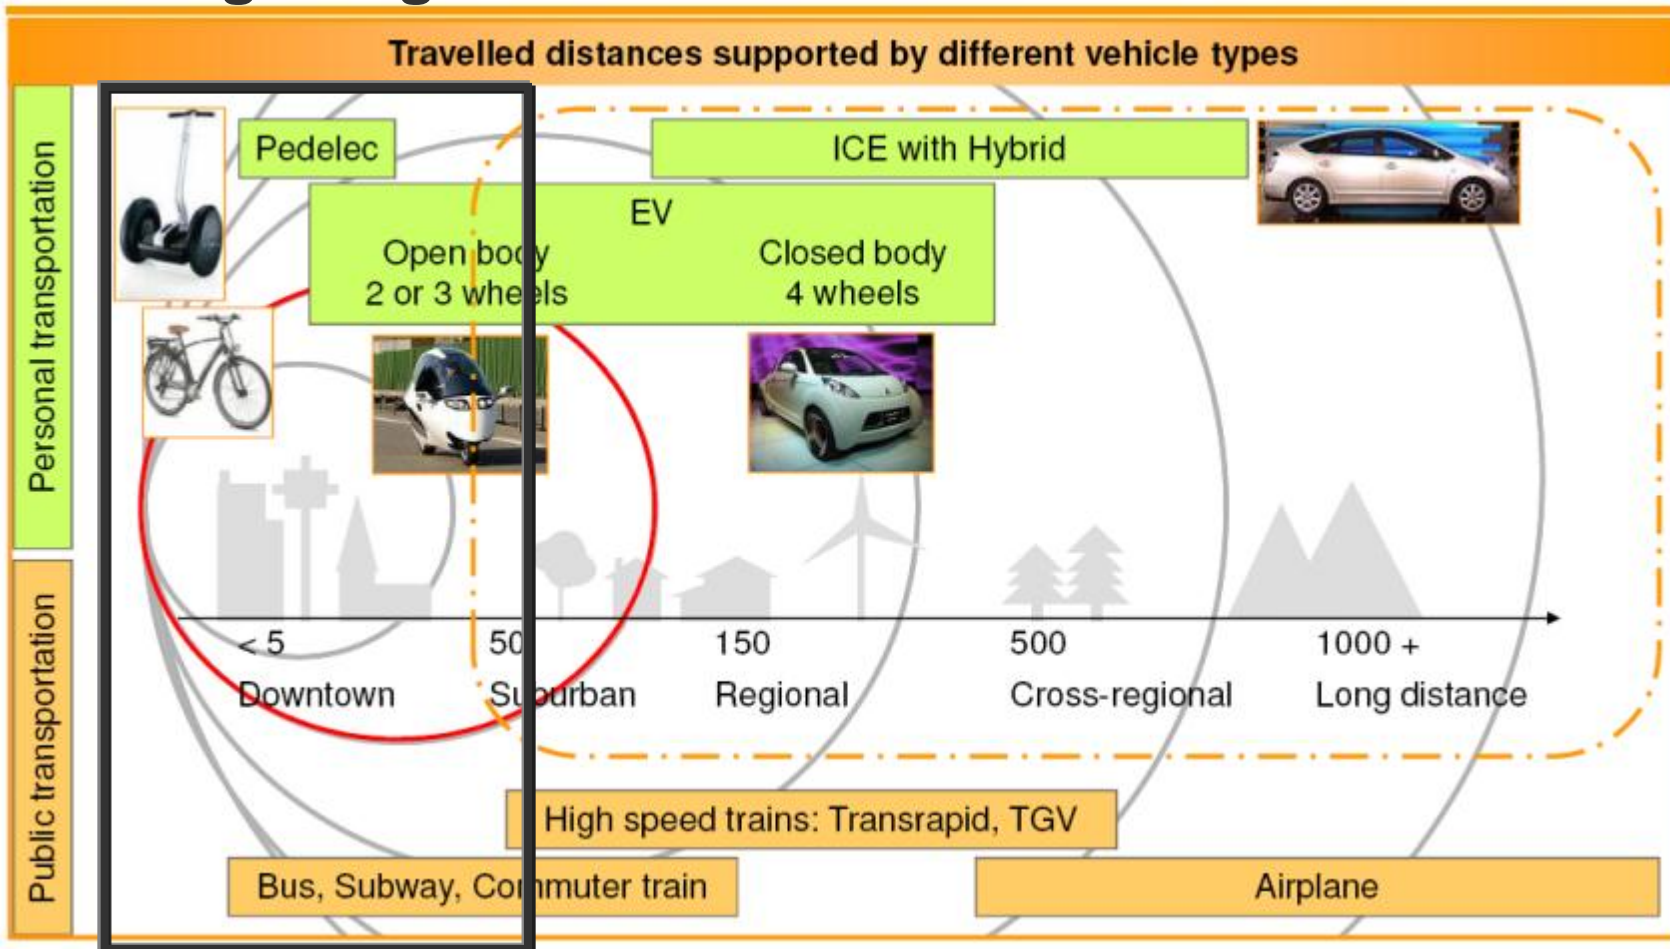 Travelled distances supported by different vehicle types
Personal transportation
Pedelec
ICE with Hybrid
EV
Open body
2 or 3 wheels
Closed body
4 wheels
< 5
50
150
500
1000 +
Downtown
Suburban
Regional
Cross-regional
Long distance
Public transportation
High speed trains: Transrapid, TGV
Bus, Subway, Commuter train
Airplane